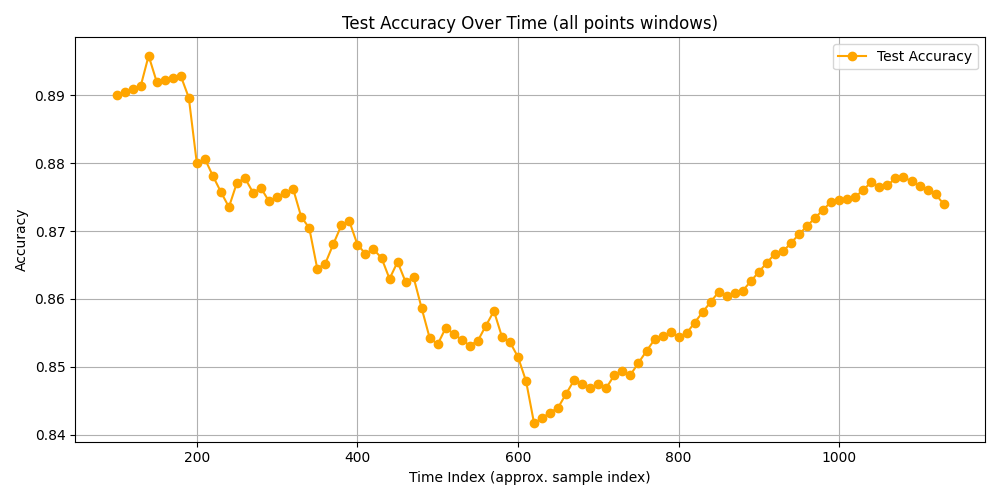 Test Accuracy Over Time (all points windows)
Test Accuracy
0.89
0.88
0.87
0.86
0.85
0.84
Accuracy
200 400 600 800 1000
Time Index (approx. sample index)